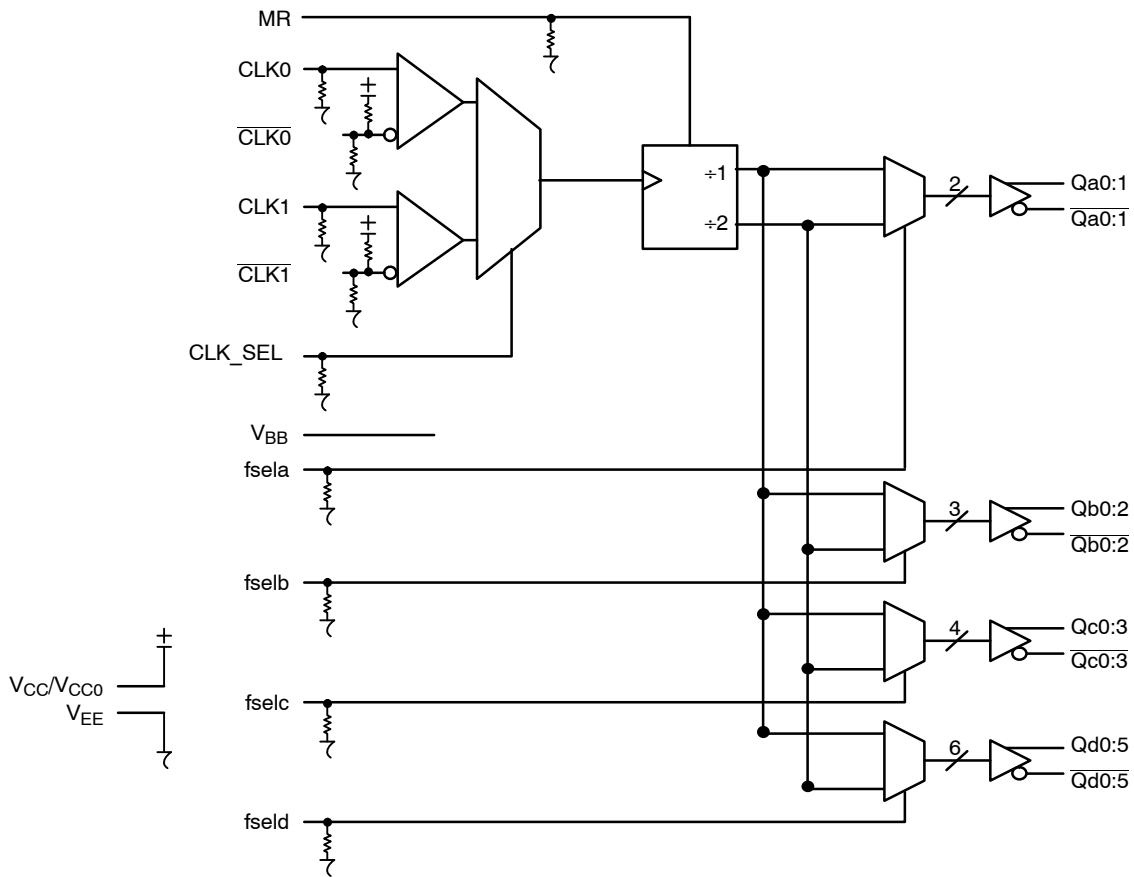 MR
CLK0
CLK0
CLK1
CLK1
CLK_SEL
VBB
fsela
fselb
fselc
fseld
VCC/VCC0
VEE
÷1
÷2
2
Qa0:1
Qa0:1
3
Qb0:2
Qb0:2
4
Qc0:3
Qc0:3
6
Qd0:5
Qd0:5